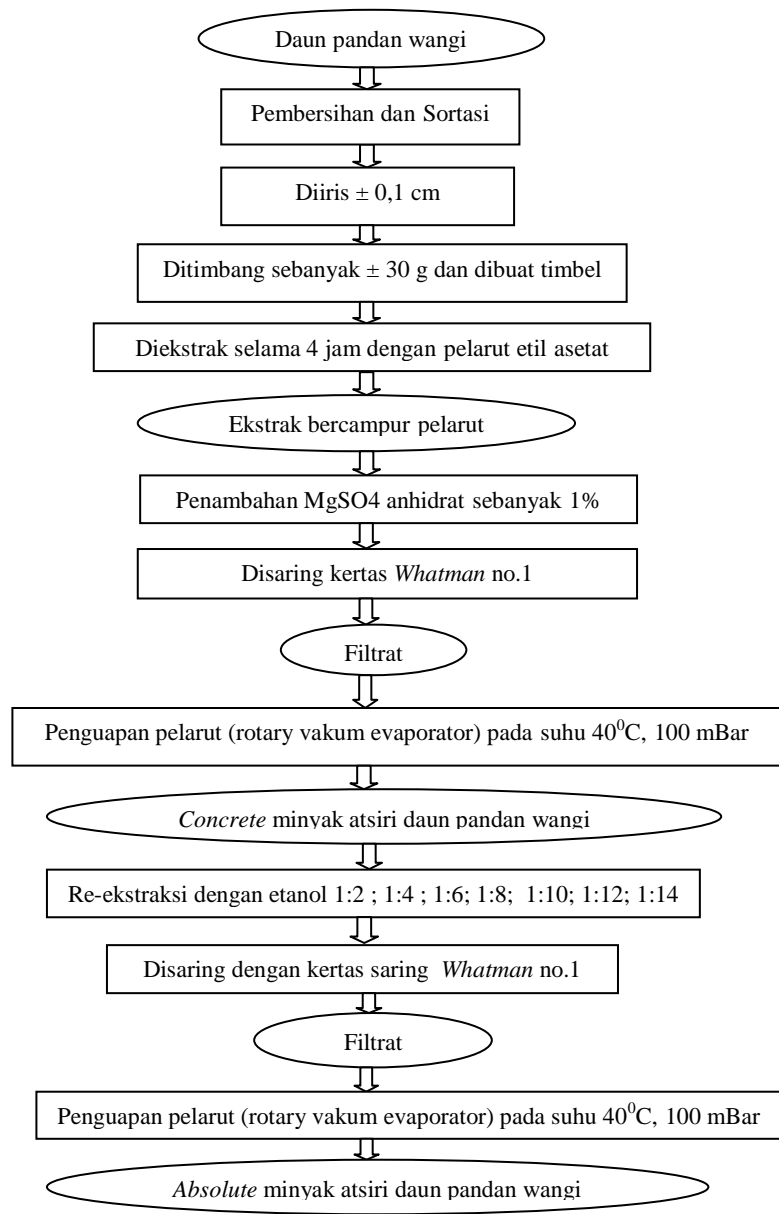 Daun pandan wangi
Pembersihan dan Sortasi
Diiris ± 0,1 cm
Ditimbang sebanyak ± 30 g dan dibuat timbel
Diekstrak selama 4 jam dengan pelarut etil asetat
Ekstrak bercampur pelarut
Penambahan MgSO4 anhidrat sebanyak 1%
Disaring kertas Whatman no.1
Filtrat
Penguapan pelarut (rotary vakum evaporator) pada suhu 40⁰C, 100 mBar
Concrete minyak atsiri daun pandan wangi
Re-ekstraksi dengan etanol 1:2 ; 1:4 ; 1:6; 1:8; 1:10; 1:12; 1:14
Disaring dengan kertas saring Whatman no.1
Filtrat
Penguapan pelarut (rotary vakum evaporator) pada suhu 40⁰C, 100 mBar
Absolute minyak atsiri daun pandan wangi